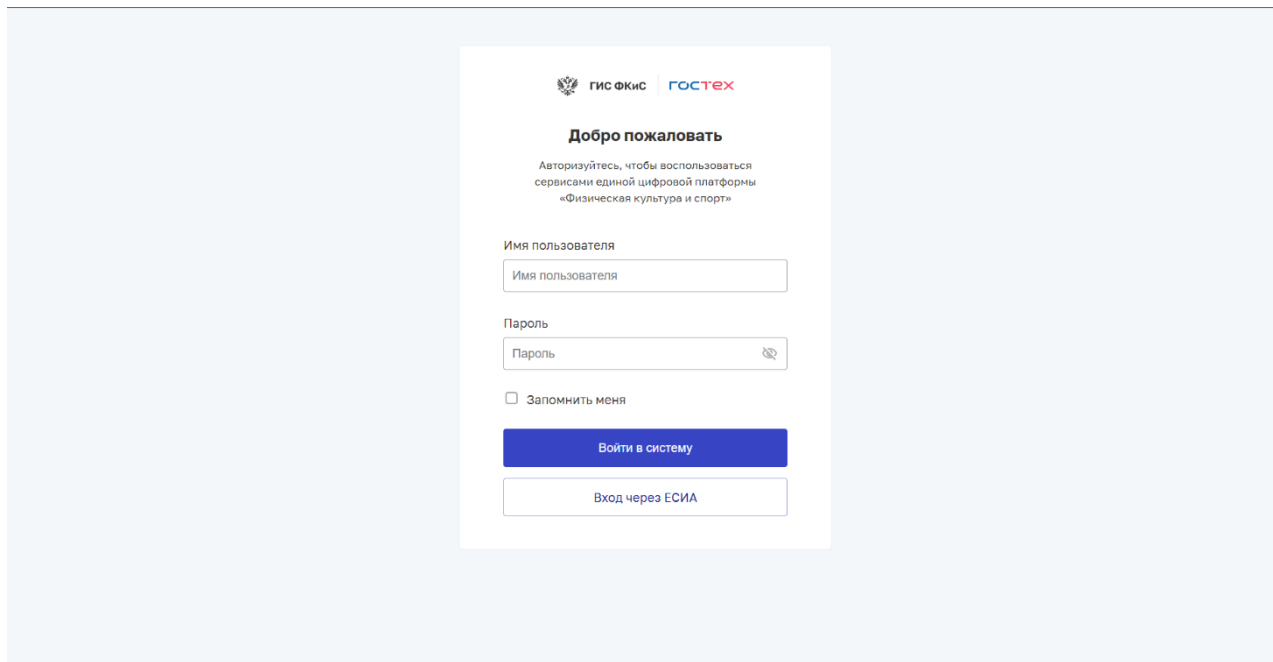 ГИС ФКиС гостех
Добро пожаловать
Авторизуйтесь, чтобы воспользоваться
сервисами единой цифровой платформы
«Физическая культура и спорт»
Имя пользователя
Имя пользователя
Пароль
Пароль
Запомнить меня
Войти в систему
Вход через ЕСИА